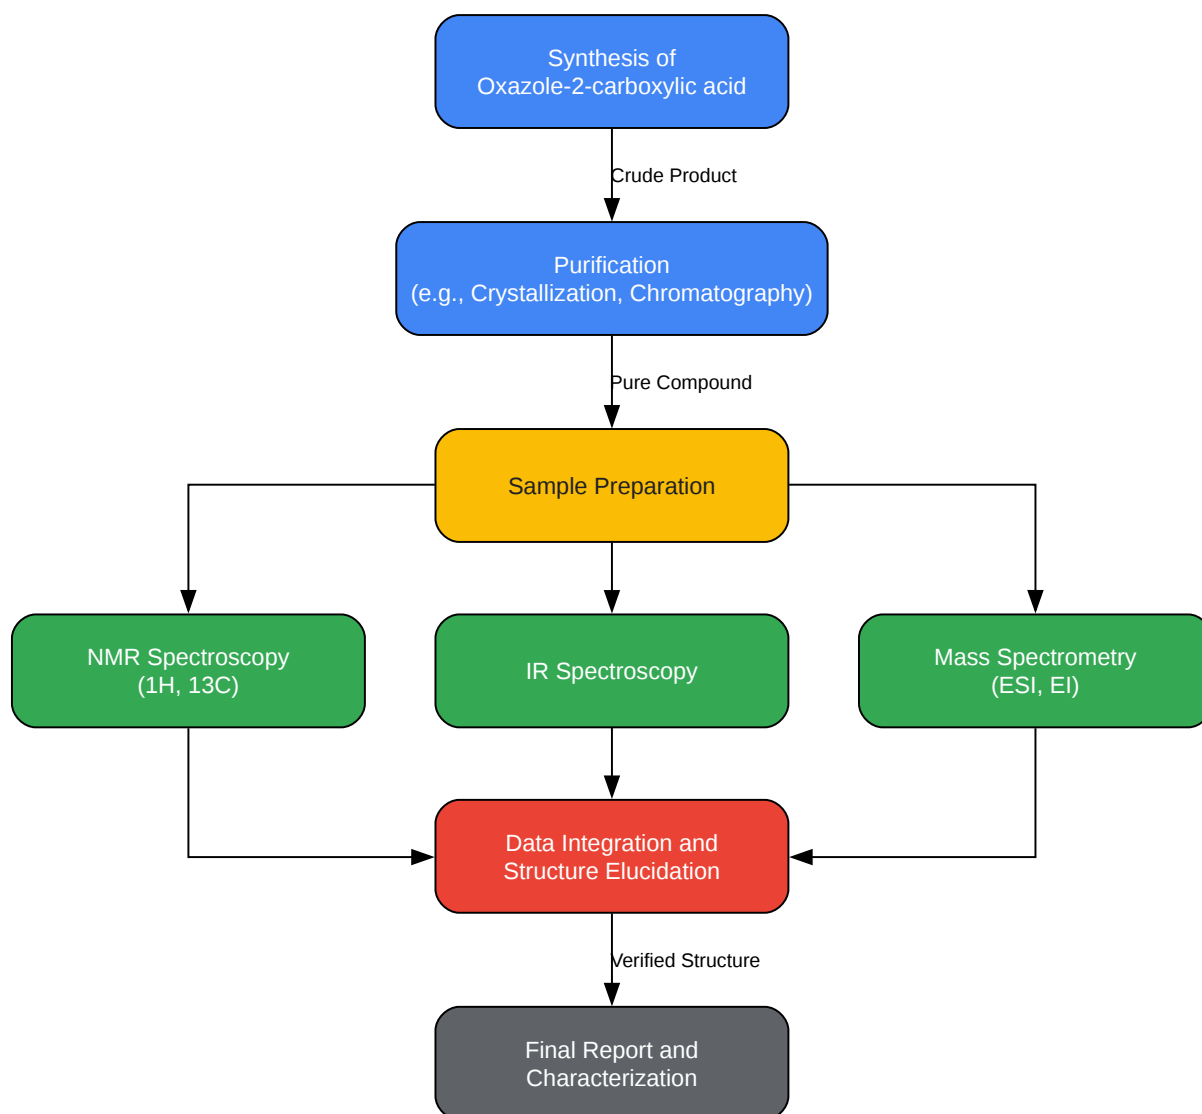 Synthesis of
Oxazole-2-carboxylic acid
Crude Product
Purification
(e.g., Crystallization, Chromatography)
Pure Compound
Sample Preparation
NMR Spectroscopy
(1H, 13C)
IR Spectroscopy
Mass Spectrometry
(ESI, EI)
Data Integration and
Structure Elucidation
Verified Structure
Final Report and
Characterization